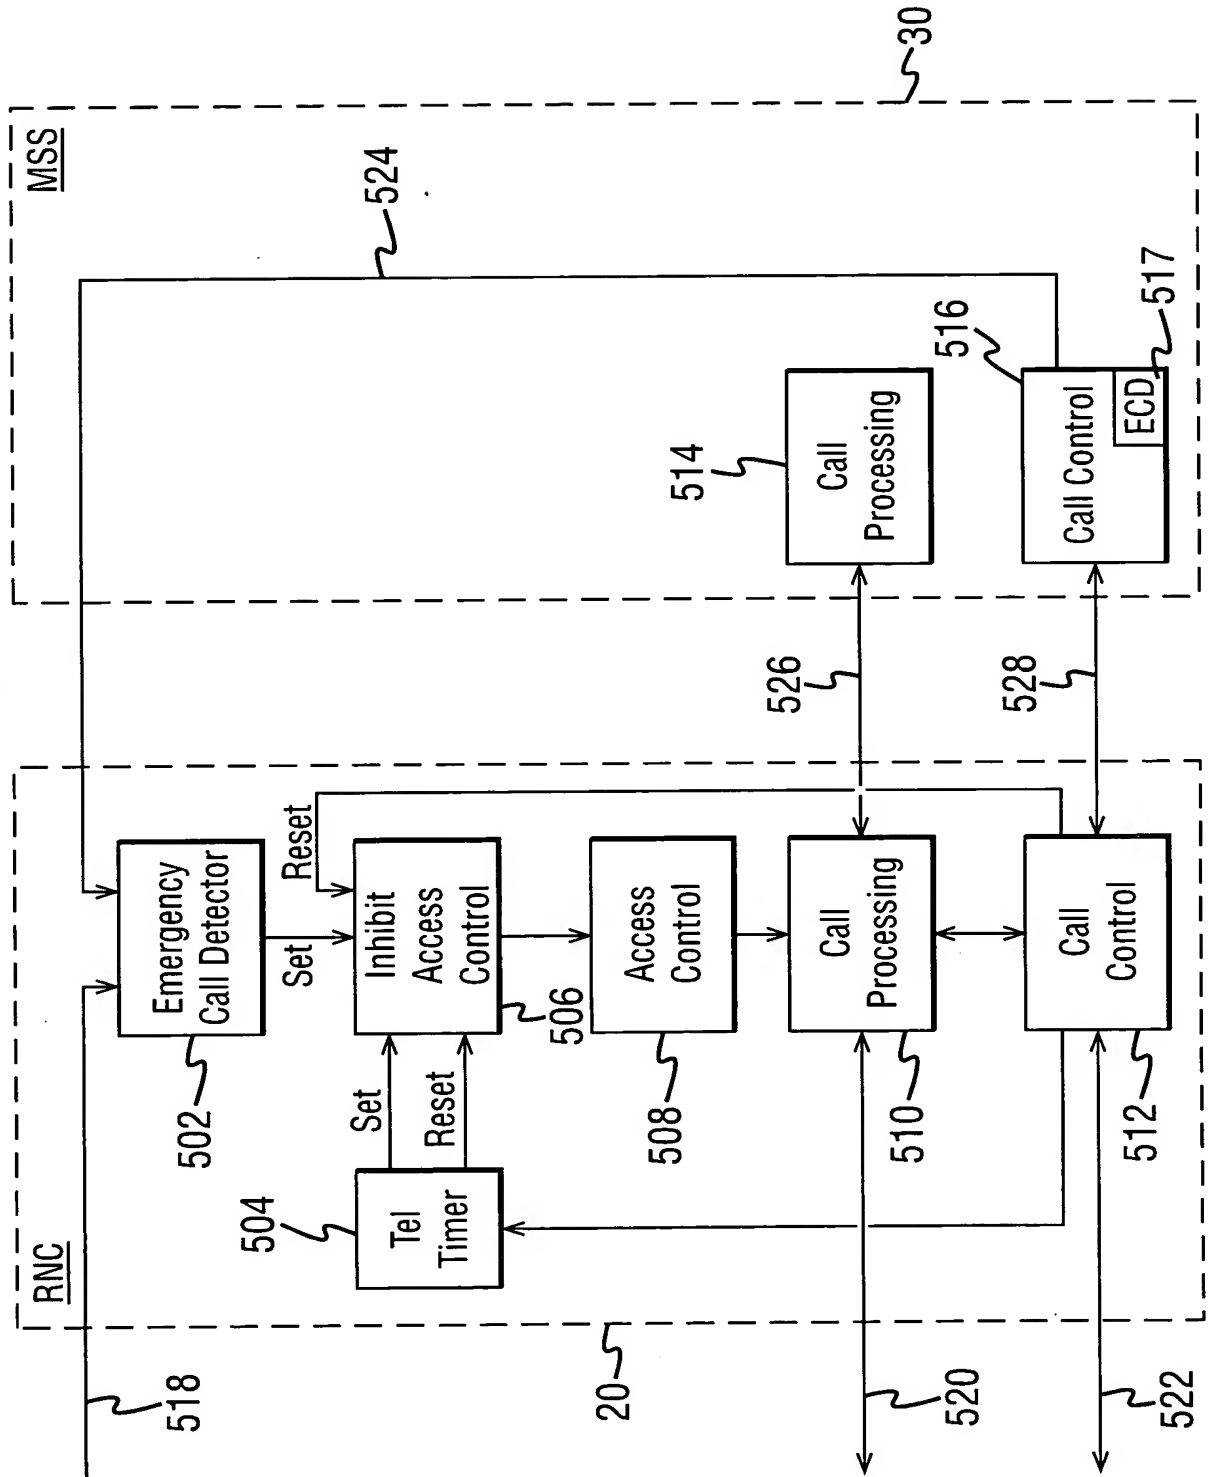 RNC
MSS
518
Emergency
Call Detector
502
524
Set
Reset
504
Tel
Timer
Set
Reset
Inhibit
Access
Control
506
Access
Control
508
520
Call
Processing
510
526
514
Call
Processing
522
Call
Control
512
528
516
Call Control
ECD
517
20
30